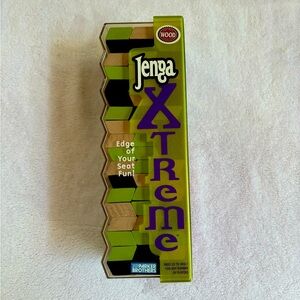 WOOD
Jenga
XTREME
Edge
of
Your
Seat
Fun!
PARKER
BROTHERS